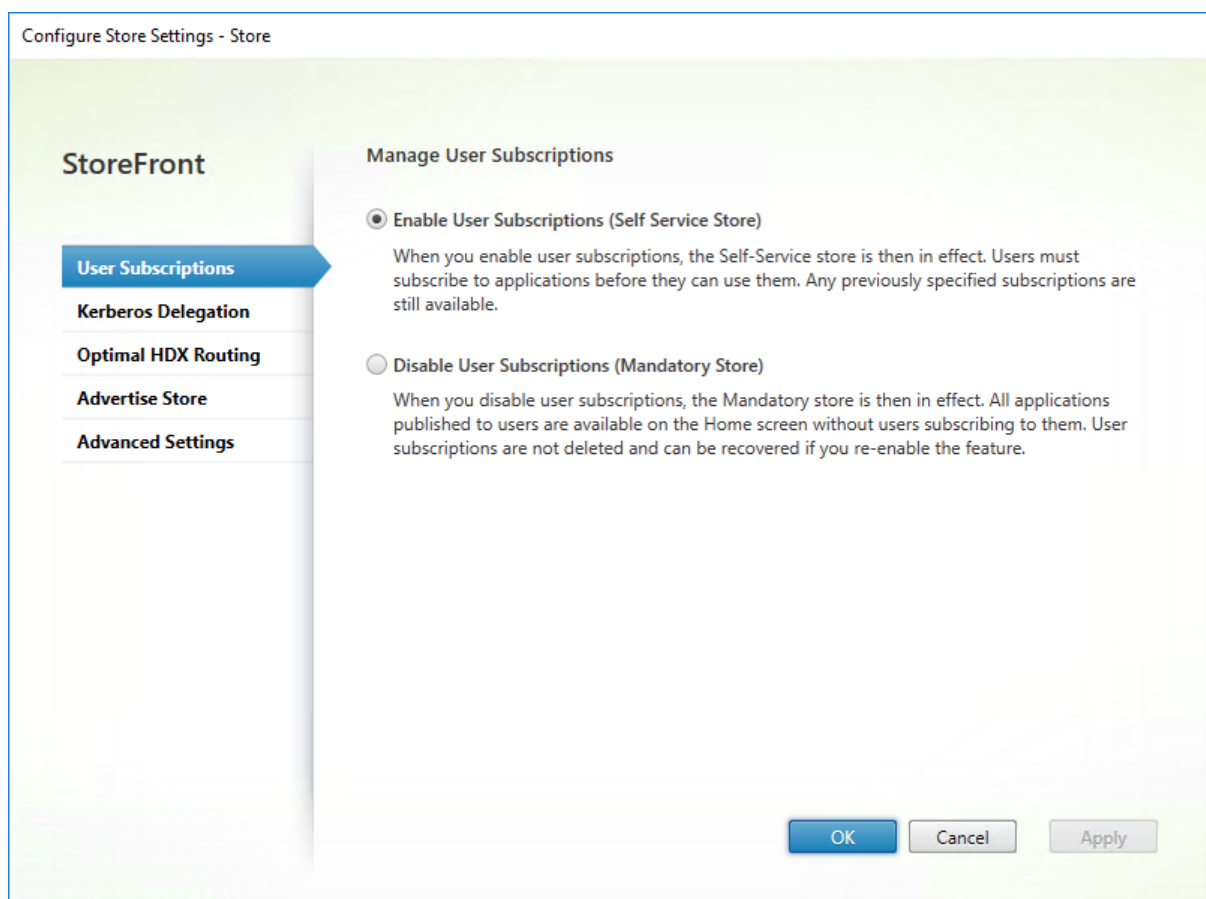 Configure Store Settings - Store
StoreFront
User Subscriptions
Kerberos Delegation
Optimal HDX Routing
Advertise Store
Advanced Settings
Manage User Subscriptions
Enable User Subscriptions (Self Service Store)
When you enable user subscriptions, the Self-Service store is then in effect. Users must
subscribe to applications before they can use them. Any previously specified subscriptions are
still available.
Disable User Subscriptions (Mandatory Store)
When you disable user subscriptions, the Mandatory store is then in effect. All applications
published to users are available on the Home screen without users subscribing to them. User
subscriptions are not deleted and can be recovered if you re-enable the feature.
OK
Cancel
Apply